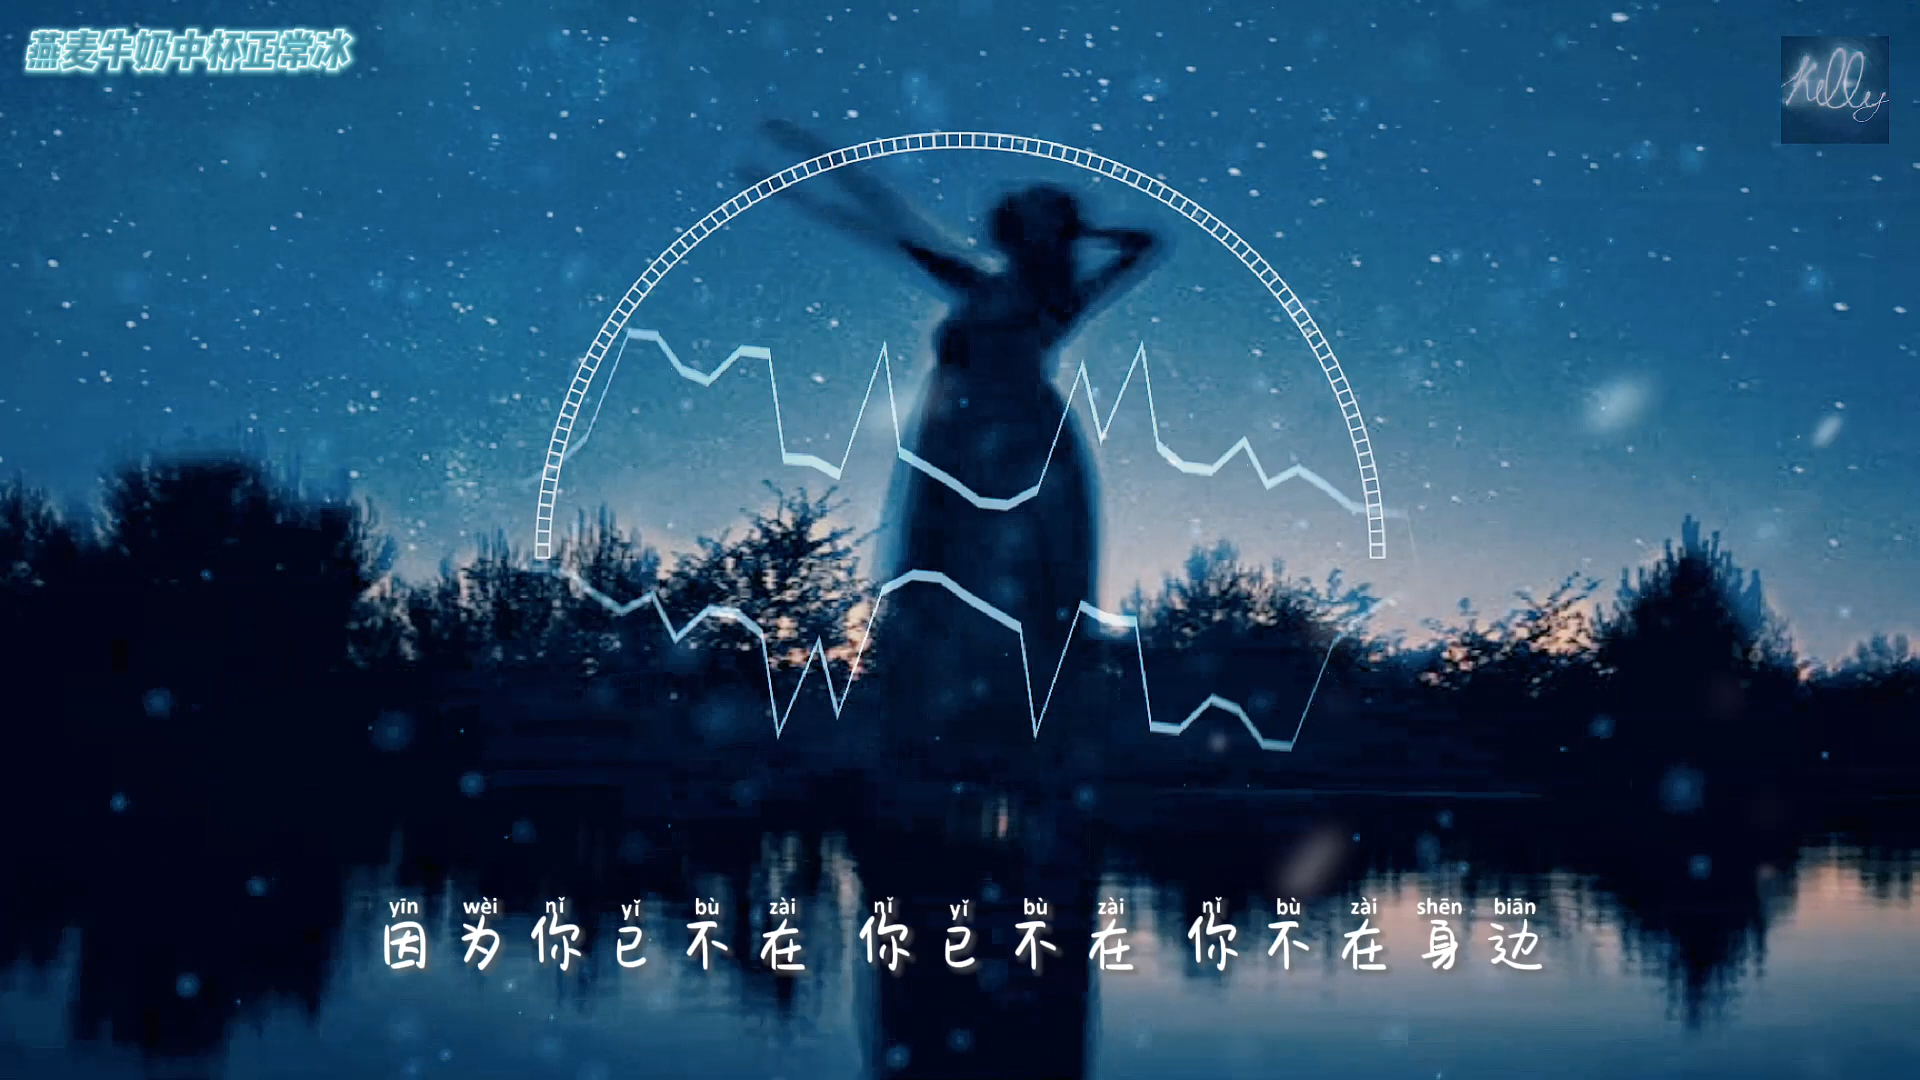 燕麦牛奶中杯正常冰
Kelly
yīn wèi nǐ yǐ bù zài nǐ yǐ bù zài nǐ bù zài shēn biān
因为你已不在 你已不在 你不在身边